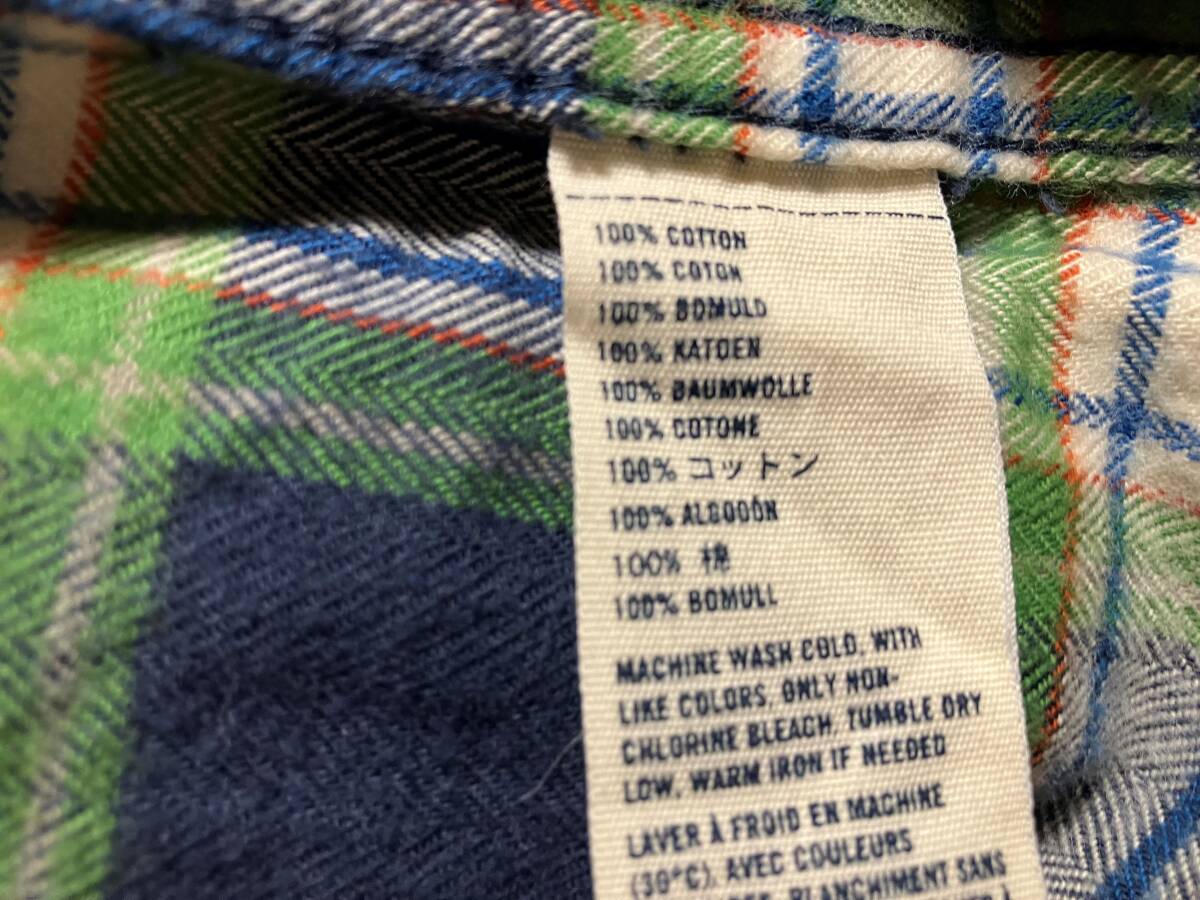 100% COTTON
100% COTON
100% BOMULD
100% KATOEN
100% BAUMWOLLE
100% COTONE
100% コットン
100% ALGODÓN
100% 棉
100% BOMULL
MACHINE WASH COLD, WITH
LIKE COLORS, ONLY NON-
CHLORINE BLEACH, TUMBLE DRY
LOW, WARM IRON IF NEEDED
LAVER À FROID EN MACHINE
(30°C), AVEC COULEURS
BLANCHIMENT SANS
À